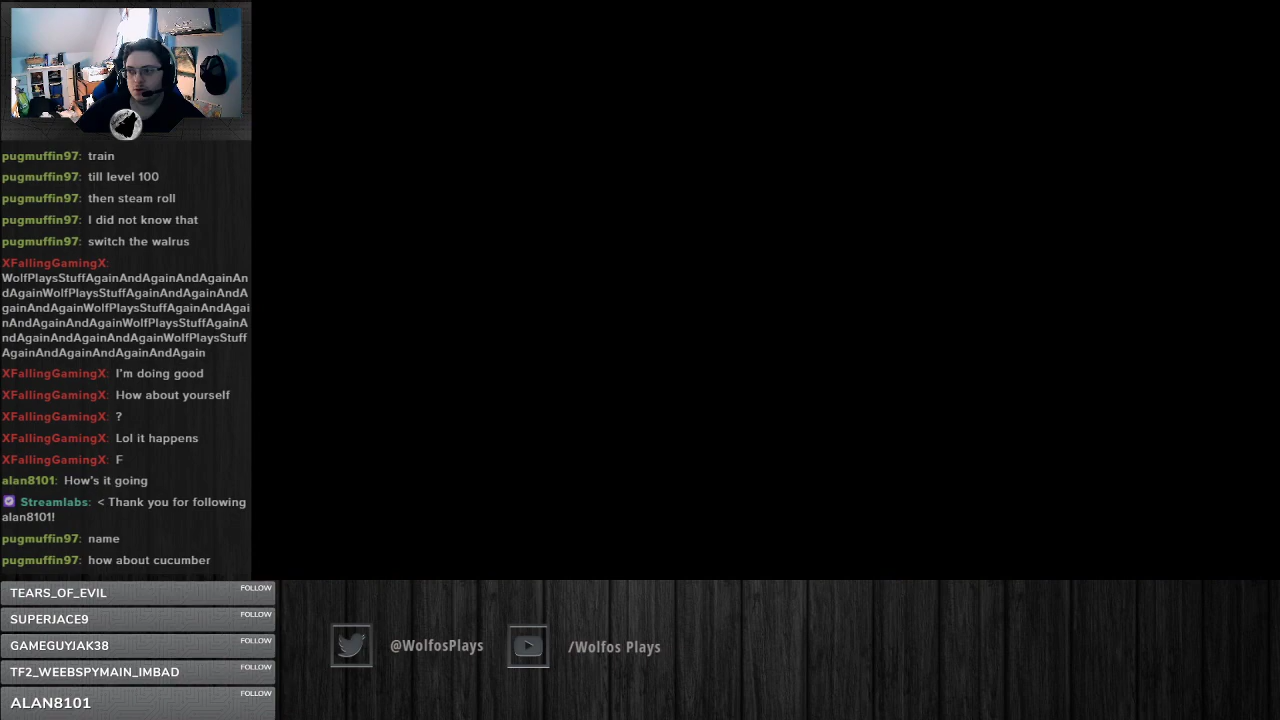 pugmuffin97: train
pugmuffin97: till level 100
pugmuffin97: then steam roll
pugmuffin97: I did not know that
pugmuffin97: switch the walrus
XFallingGamingX:
WolfPlaysStuffAgainAndAgainAndAgainAn
dAgainWolfPlaysStuffAgainAndAgainAndA
gainAndAgainWolfPlaysStuffAgainAndAgai
nAndAgainAndAgainWolfPlaysStuffAgainA
ndAgainAndAgainAndAgainWolfPlaysStuff
AgainAndAgainAndAgainAndAgain
XFallingGamingX: I'm doing good
XFallingGamingX: How about yourself
XFallingGamingX: ?
XFallingGamingX: Lol it happens
XFallingGamingX: F
alan8101: How's it going
Streamlabs: < Thank you for following
alan8101!
pugmuffin97: name
pugmuffin97: how about cucumber
TEARS_OF_EVIL FOLLOW
SUPERJACE9 FOLLOW
GAMEGUYJAK38 FOLLOW
TF2_WEEBSPYMAIN_IMBAD FOLLOW
ALAN8101 FOLLOW
@WolfosPlays /Wolfos Plays